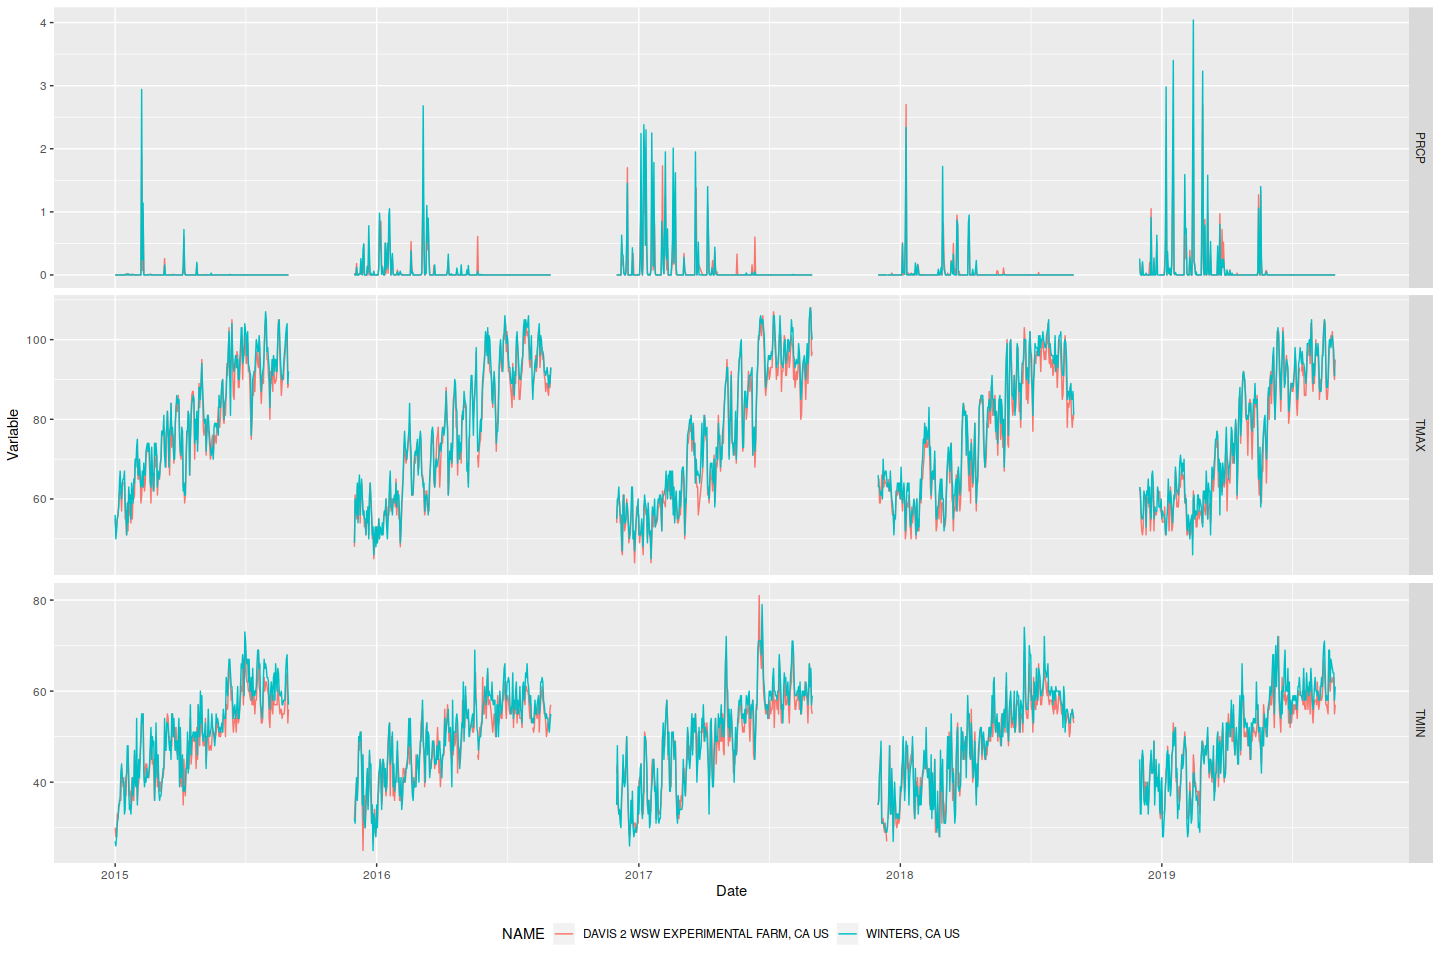 4
3
2
1
0
PRCP
100
80
60
TMAX
80
60
40
TMIN
Variable
2015 2016 2017 2018 2019
Date
NAME DAVIS 2 WSW EXPERIMENTAL FARM, CA US WINTERS, CA US